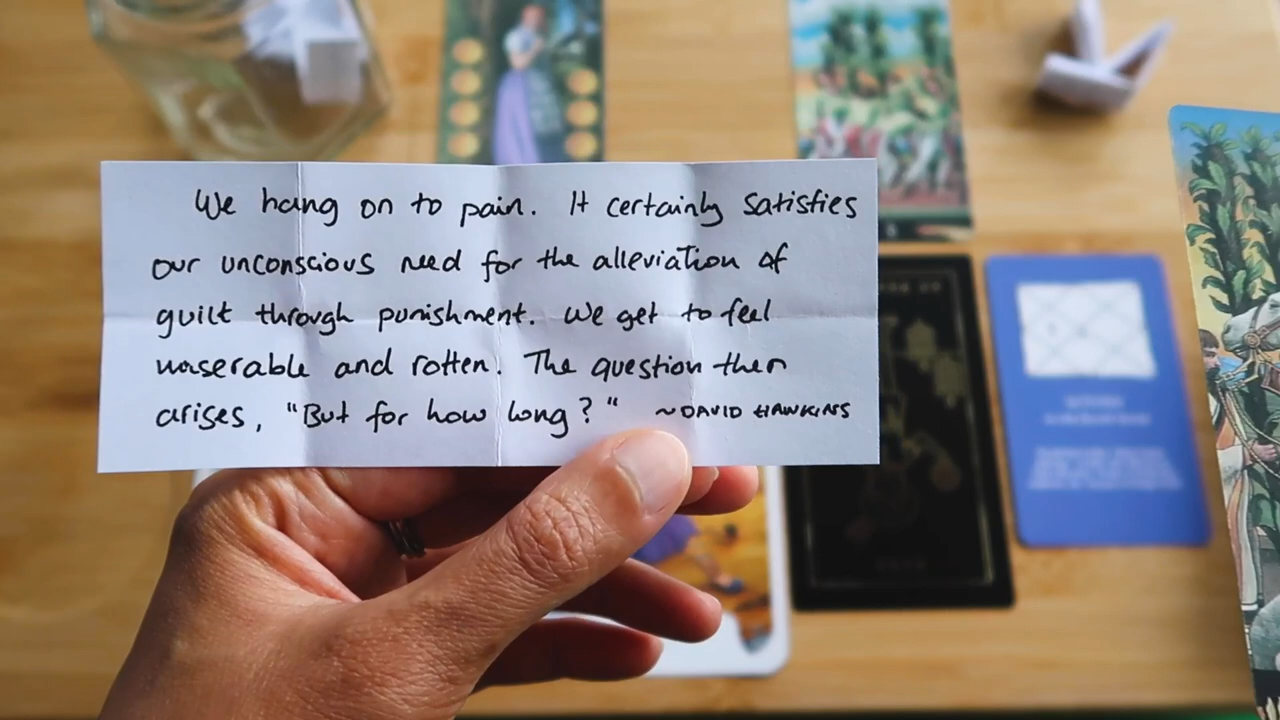 We hang on to pain. It certainly satisfies
our unconscious need for the alleviation of
guilt through punishment. We get to feel
miserable and rotten. The question then
arises, "But for how long?" ~DAVID HAWKINS